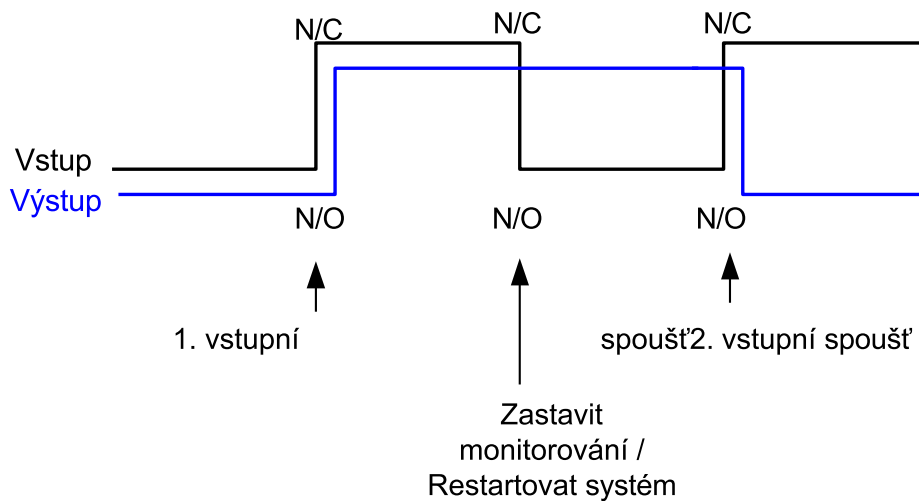 N/C N/C N/C
Vstup
Výstup
N/O N/O N/O
1. vstupní spoušť2. vstupní spoušť
Zastavit
monitorování /
Restartovat systém